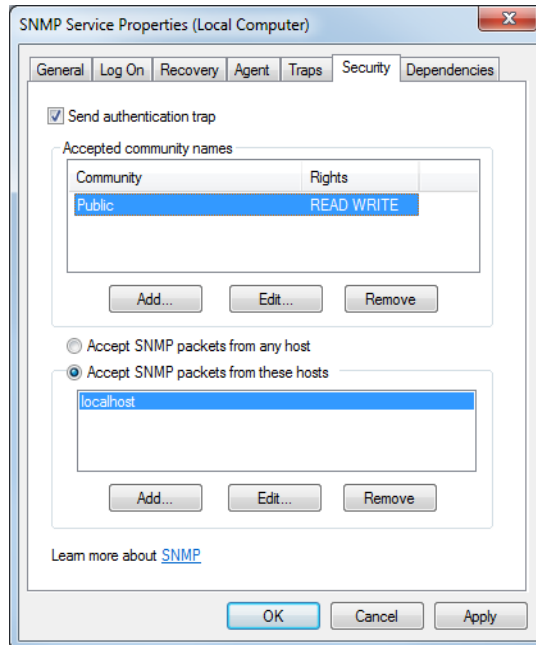 SNMP Service Properties (Local Computer)
General Log On Recovery Agent Traps Security Dependencies
Send authentication trap
Accepted community names
Community Rights
Public READ WRITE
Add... Edit... Remove
Accept SNMP packets from any host
Accept SNMP packets from these hosts
localhost
Add... Edit... Remove
Learn more about SNMP
OK Cancel Apply